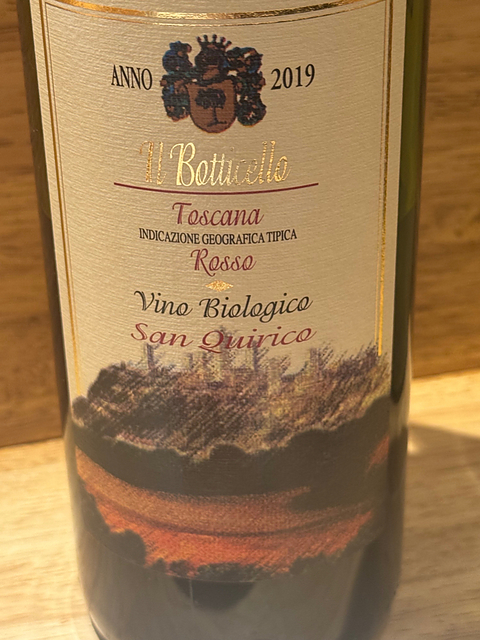 ANNO 2019
Il Botticello
Toscana
INDICAZIONE GEOGRAFICA TIPICA
Rosso
Vino Biologico
San Quirico